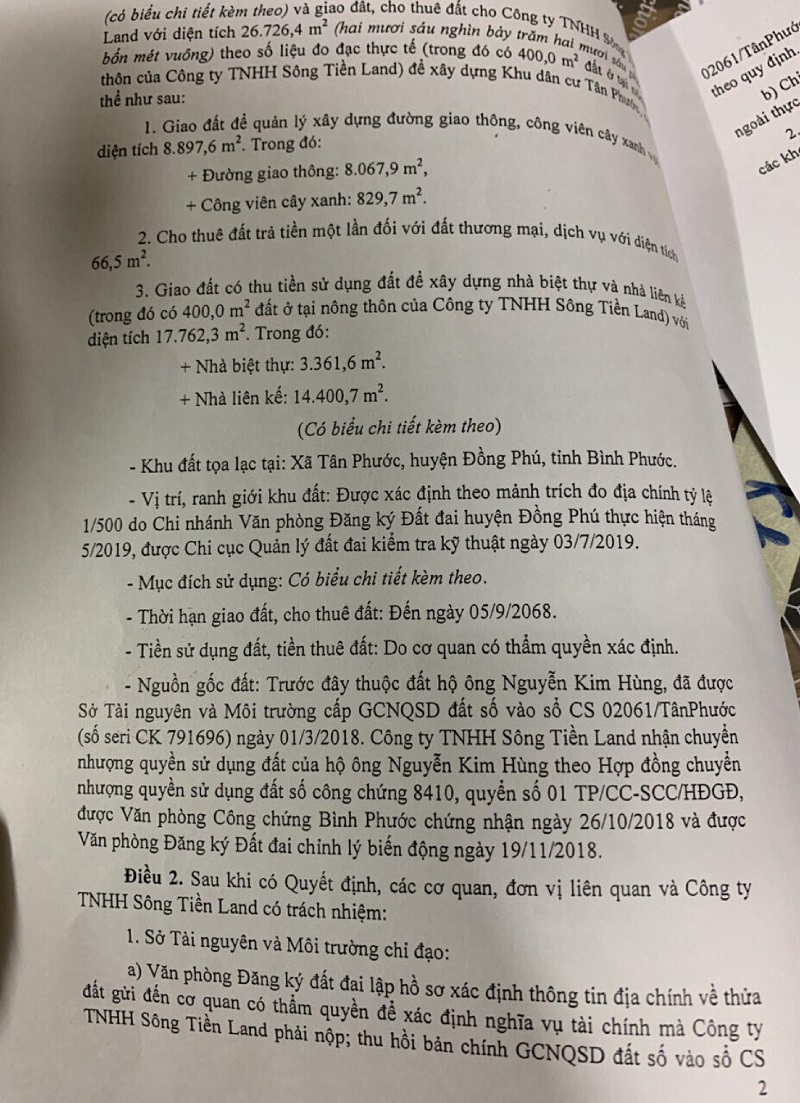 (có biểu chi tiết kèm theo) và giao đất, cho thuê đất cho Công ty TNHH Sông
Land với diện tích 26.726,4 m² (hai mươi sáu nghìn bảy trăm hai mươi sáu
bốn mét vuông) theo số liệu đo đạc thực tế (trong đó có 400,0 m² đất ở tại
thôn của Công ty TNHH Sông Tiền Land) để xây dựng Khu dân cư Tân Phước,
thể như sau:
1. Giao đất để quản lý xây dựng đường giao thông, công viên cây xanh
diện tích 8.897,6 m². Trong đó:
+ Đường giao thông: 8.067,9 m²,
+ Công viên cây xanh: 829,7 m².
2. Cho thuê đất trả tiền một lần đối với đất thương mại, dịch vụ với diện tích
66,5 m².
3. Giao đất có thu tiền sử dụng đất để xây dựng nhà biệt thự và nhà liên kế
(trong đó có 400,0 m² đất ở tại nông thôn của Công ty TNHH Sông Tiền Land) với
diện tích 17.762,3 m². Trong đó:
+ Nhà biệt thự: 3.361,6 m².
+ Nhà liên kế: 14.400,7 m².
(Có biểu chi tiết kèm theo)
- Khu đất tọa lạc tại: Xã Tân Phước, huyện Đồng Phú, tỉnh Bình Phước.
- Vị trí, ranh giới khu đất: Được xác định theo mảnh trích đo địa chính tỷ lệ
1/500 do Chi nhánh Văn phòng Đăng ký Đất đai huyện Đồng Phú thực hiện tháng
5/2019, được Chi cục Quản lý đất đai kiểm tra kỹ thuật ngày 03/7/2019.
- Mục đích sử dụng: Có biểu chi tiết kèm theo.
- Thời hạn giao đất, cho thuê đất: Đến ngày 05/9/2068.
- Tiền sử dụng đất, tiền thuê đất: Do cơ quan có thẩm quyền xác định.
- Nguồn gốc đất: Trước đây thuộc đất hộ ông Nguyễn Kim Hùng, đã được
Sở Tài nguyên và Môi trường cấp GCNQSD đất số vào sổ CS 02061/TânPhước
(số seri CK 791696) ngày 01/3/2018. Công ty TNHH Sông Tiền Land nhận chuyển
nhượng quyền sử dụng đất của hộ ông Nguyễn Kim Hùng theo Hợp đồng chuyển
nhượng quyền sử dụng đất số công chứng 8410, quyển số 01 TP/CC-SCC/HĐGĐ,
được Văn phòng Công chứng Bình Phước chứng nhận ngày 26/10/2018 và được
Văn phòng Đăng ký Đất đai chỉnh lý biến động ngày 19/11/2018.
Điều 2. Sau khi có Quyết định, các cơ quan, đơn vị liên quan và Công ty
TNHH Sông Tiền Land có trách nhiệm:
1. Sở Tài nguyên và Môi trường chỉ đạo:
a) Văn phòng Đăng ký đất đai lập hồ sơ xác định thông tin địa chính về thửa
đất gửi đến cơ quan có thẩm quyền để xác định nghĩa vụ tài chính mà Công ty
TNHH Sông Tiền Land phải nộp; thu hồi bản chính GCNQSD đất số vào sổ CS
2
02061/TânPhước
theo quy định.
b) Chi
ngoài thực
2.
các